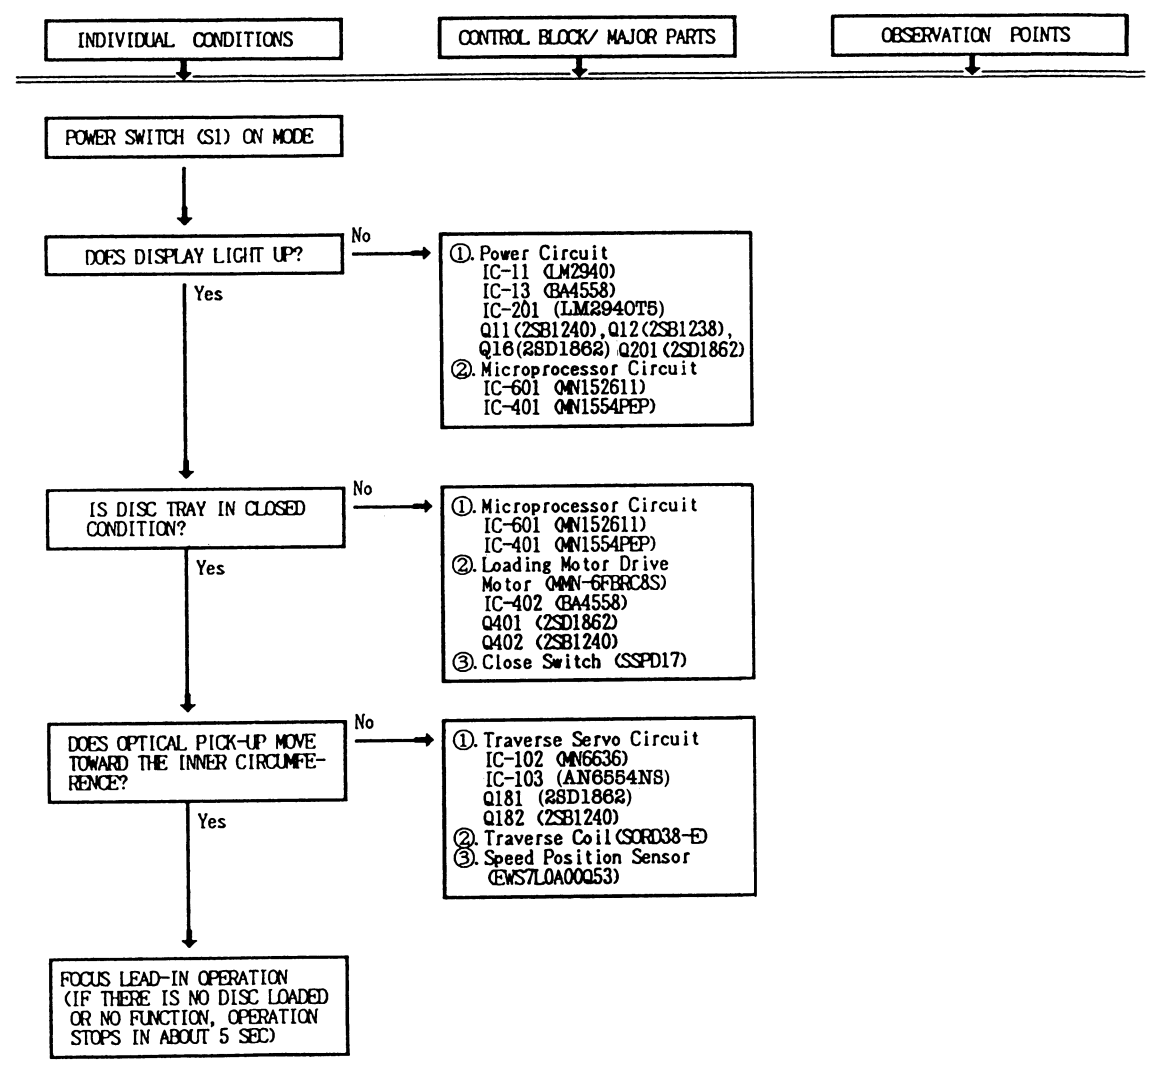 INDIVIDUAL CONDITIONS
CONTROL BLOCK/ MAJOR PARTS
OBSERVATION POINTS
POWER SWITCH (S1) ON MODE
DOES DISPLAY LIGHT UP?
No
Yes
①. Power Circuit
IC-11 (LM2940)
IC-13 (BA4558)
IC-201 (LM2940T5)
Q11(2SB1240),Q12(2SB1238),
Q16(2SD1862) Q201(2SD1862)
②. Microprocessor Circuit
IC-601 (MN152611)
IC-401 (MN1554PEP)
IS DISC TRAY IN CLOSED
CONDITION?
No
Yes
①. Microprocessor Circuit
IC-601 (MN152611)
IC-401 (MN1554PEP)
②. Loading Motor Drive
Motor (MMN-6FBRC8S)
IC-402 (BA4558)
Q401 (2SD1862)
Q402 (2SB1240)
③. Close Switch (SSPD17)
DOES OPTICAL PICK-UP MOVE
TOWARD THE INNER CIRCUMFE-
RENCE?
No
Yes
①. Traverse Servo Circuit
IC-102 (MN6636)
IC-103 (AN6554NS)
Q181 (2SD1862)
Q182 (2SB1240)
②. Traverse Coil(SORD38-E)
③. Speed Position Sensor
(EWS7L0A00Q53)
FOCUS LEAD-IN OPERATION
(IF THERE IS NO DISC LOADED
OR NO FUNCTION, OPERATION
STOPS IN ABOUT 5 SEC)